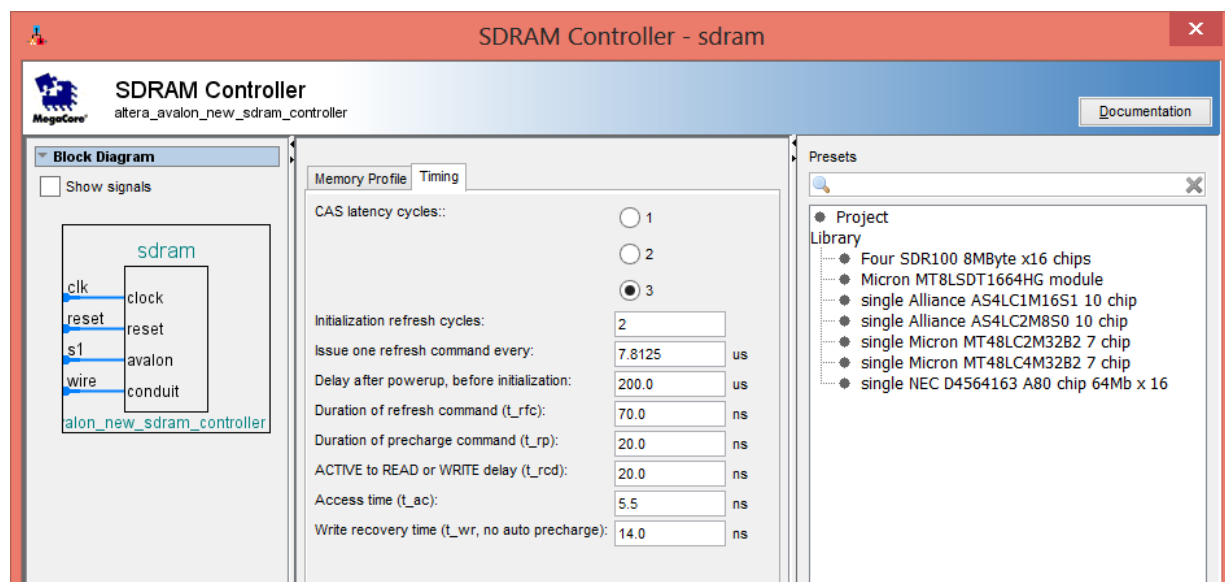 SDRAM Controller - sdram
SDRAM Controller
altera_avalon_new_sdram_controller
MegaCore®
Documentation
Block Diagram
Show signals
sdram
clk
clock
reset
reset
s1
avalon
wire
conduit
alon_new_sdram_controller
Memory Profile
Timing
CAS latency cycles::
1
2
3
Initialization refresh cycles: 2
Issue one refresh command every: 7.8125 us
Delay after powerup, before initialization: 200.0 us
Duration of refresh command (t_rfc): 70.0 ns
Duration of precharge command (t_rp): 20.0 ns
ACTIVE to READ or WRITE delay (t_rcd): 20.0 ns
Access time (t_ac): 5.5 ns
Write recovery time (t_wr, no auto precharge): 14.0 ns
Presets
Project
Library
Four SDR100 8MByte x16 chips
Micron MT8LSDT1664HG module
single Alliance AS4LC1M16S1 10 chip
single Alliance AS4LC2M8S0 10 chip
single Micron MT48LC2M32B2 7 chip
single Micron MT48LC4M32B2 7 chip
single NEC D4564163 A80 chip 64Mb x 16